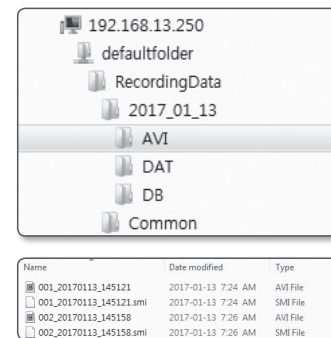 192.168.13.250
defaultfolder
RecordingData
2017_01_13
AVI
DAT
DB
Common
Name Date modified Type
001_20170113_145121 2017-01-13 7:24 AM AVI File
001_20170113_145121.smi 2017-01-13 7:24 AM SMI File
002_20170113_145158 2017-01-13 7:26 AM AVI File
002_20170113_145158.smi 2017-01-13 7:26 AM SMI File